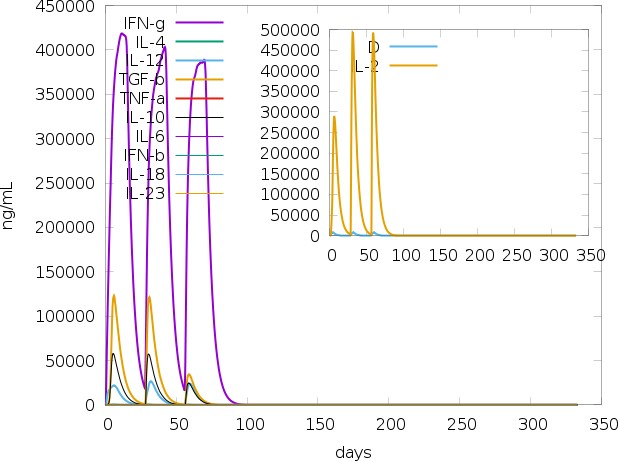 450000
400000
350000
300000
250000
200000
150000
100000
50000
0
ng/mL
0 50 100 150 200 250 300 350
days
IFN-g
IL-4
IL-12
TGF-b
TNF-a
IL-10
IL-6
IFN-b
IL-18
IL-23
500000
450000
400000
350000
300000
250000
200000
150000
100000
50000
0
0 50 100 150 200 250 300 350
D
IL-2